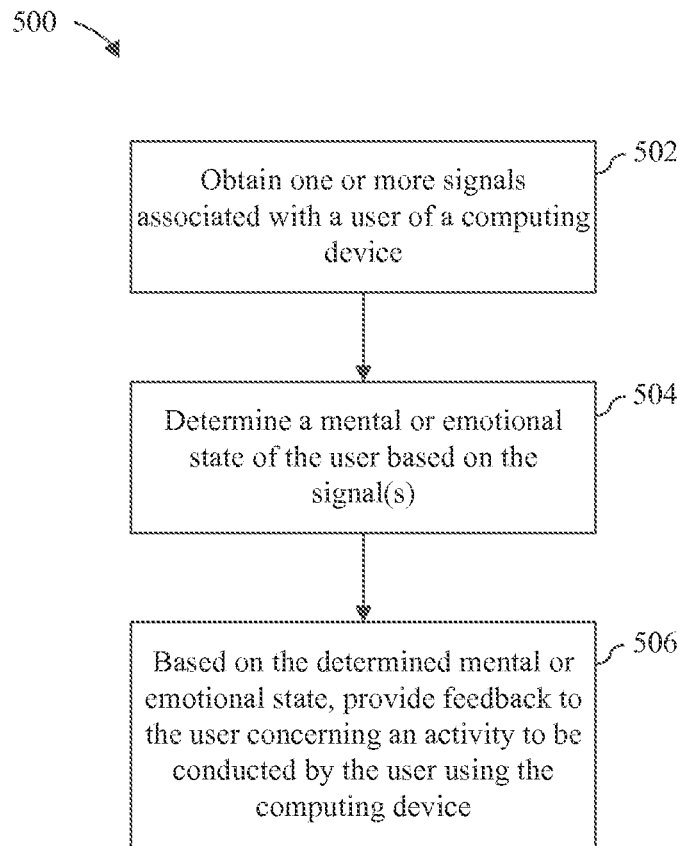 500
502
Obtain one or more signals
associated with a user of a computing
device
504
Determine a mental or emotional
state of the user based on the
signal(s)
506
Based on the determined mental or
emotional state, provide feedback to
the user concerning an activity to be
conducted by the user using the
computing device